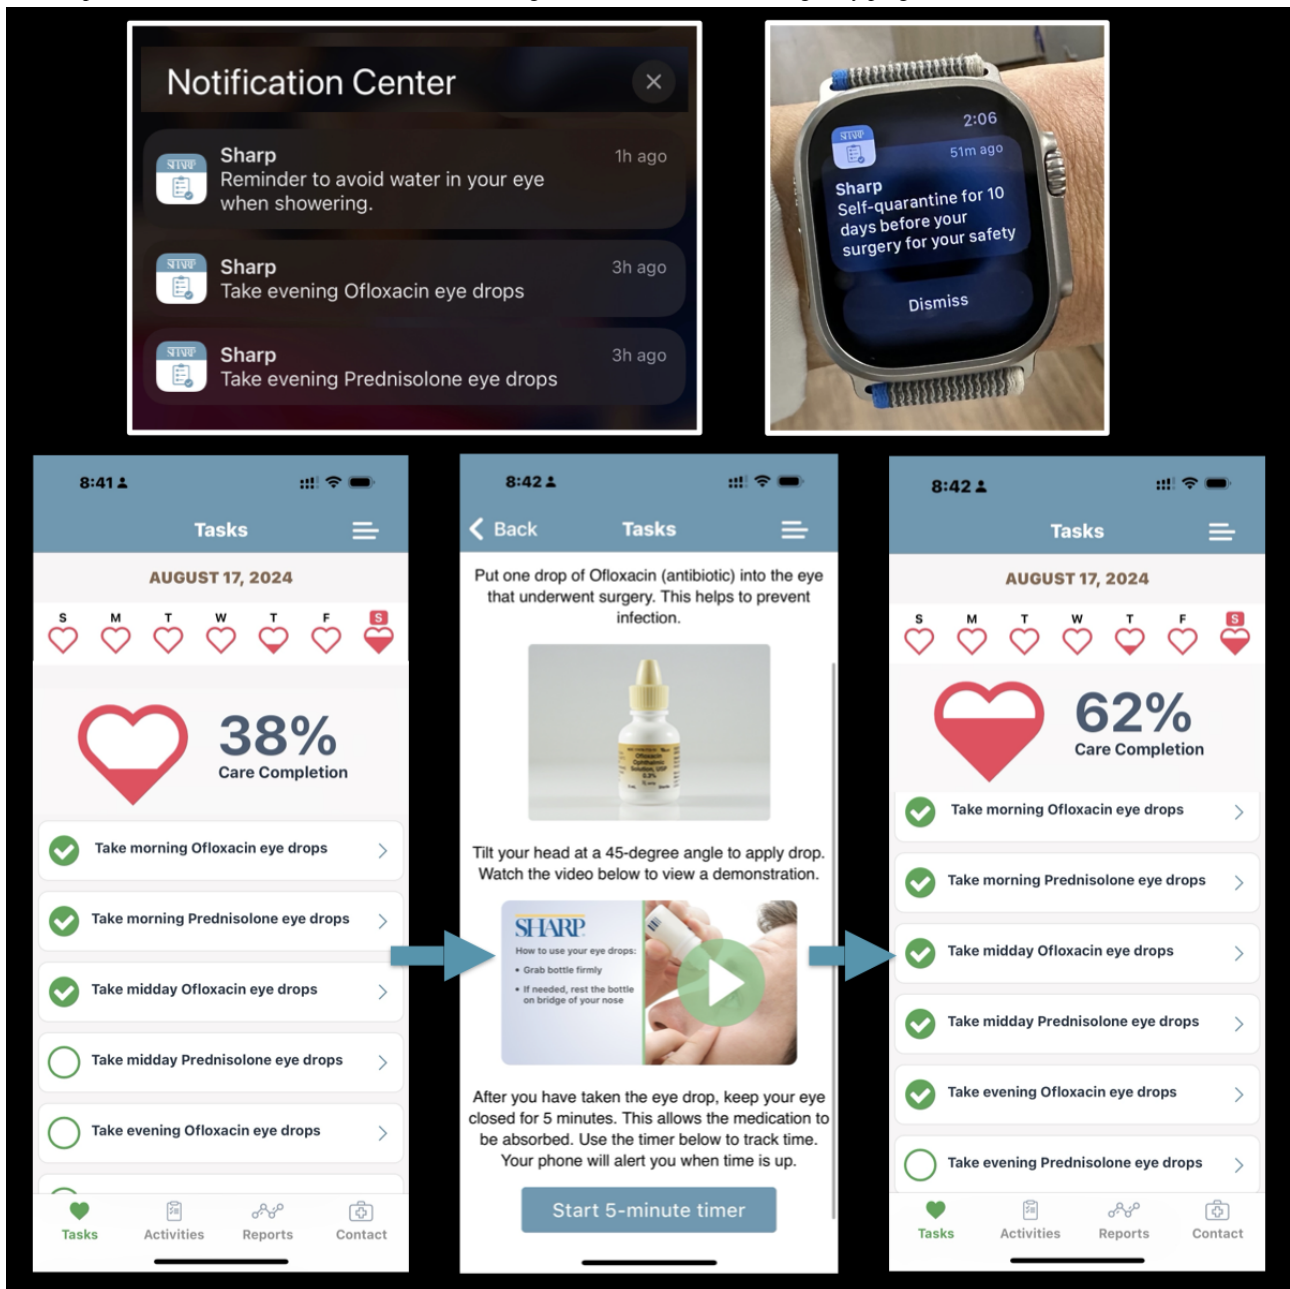 Notification Center
SHARP
Sharp
1h ago
Reminder to avoid water in your eye
when showering.
SHARP
Sharp
3h ago
Take evening Ofloxacin eye drops
SHARP
Sharp
3h ago
Take evening Prednisolone eye drops
2:06
SHARP
51m ago
Sharp
Self-quarantine for 10
days before your
surgery for your safety
Dismiss
8:41
Tasks
AUGUST 17, 2024
S M T W T F S
38%
Care Completion
Take morning Ofloxacin eye drops
Take morning Prednisolone eye drops
Take midday Ofloxacin eye drops
Take midday Prednisolone eye drops
Take evening Ofloxacin eye drops
Tasks Activities Reports Contact
8:42
Back Tasks
Put one drop of Ofloxacin (antibiotic) into the eye
that underwent surgery. This helps to prevent
infection.
Ofloxacin
Ophthalmic
Solution, USP
0.3%
Tilt your head at a 45-degree angle to apply drop.
Watch the video below to view a demonstration.
SHARP
How to use your eye drops:
• Grab bottle firmly
• If needed, rest the bottle
on bridge of your nose
After you have taken the eye drop, keep your eye
closed for 5 minutes. This allows the medication to
be absorbed. Use the timer below to track time.
Your phone will alert you when time is up.
Start 5-minute timer
8:42
Tasks
AUGUST 17, 2024
S M T W T F S
62%
Care Completion
Take morning Ofloxacin eye drops
Take morning Prednisolone eye drops
Take midday Ofloxacin eye drops
Take midday Prednisolone eye drops
Take evening Ofloxacin eye drops
Take evening Prednisolone eye drops
Tasks Activities Reports Contact